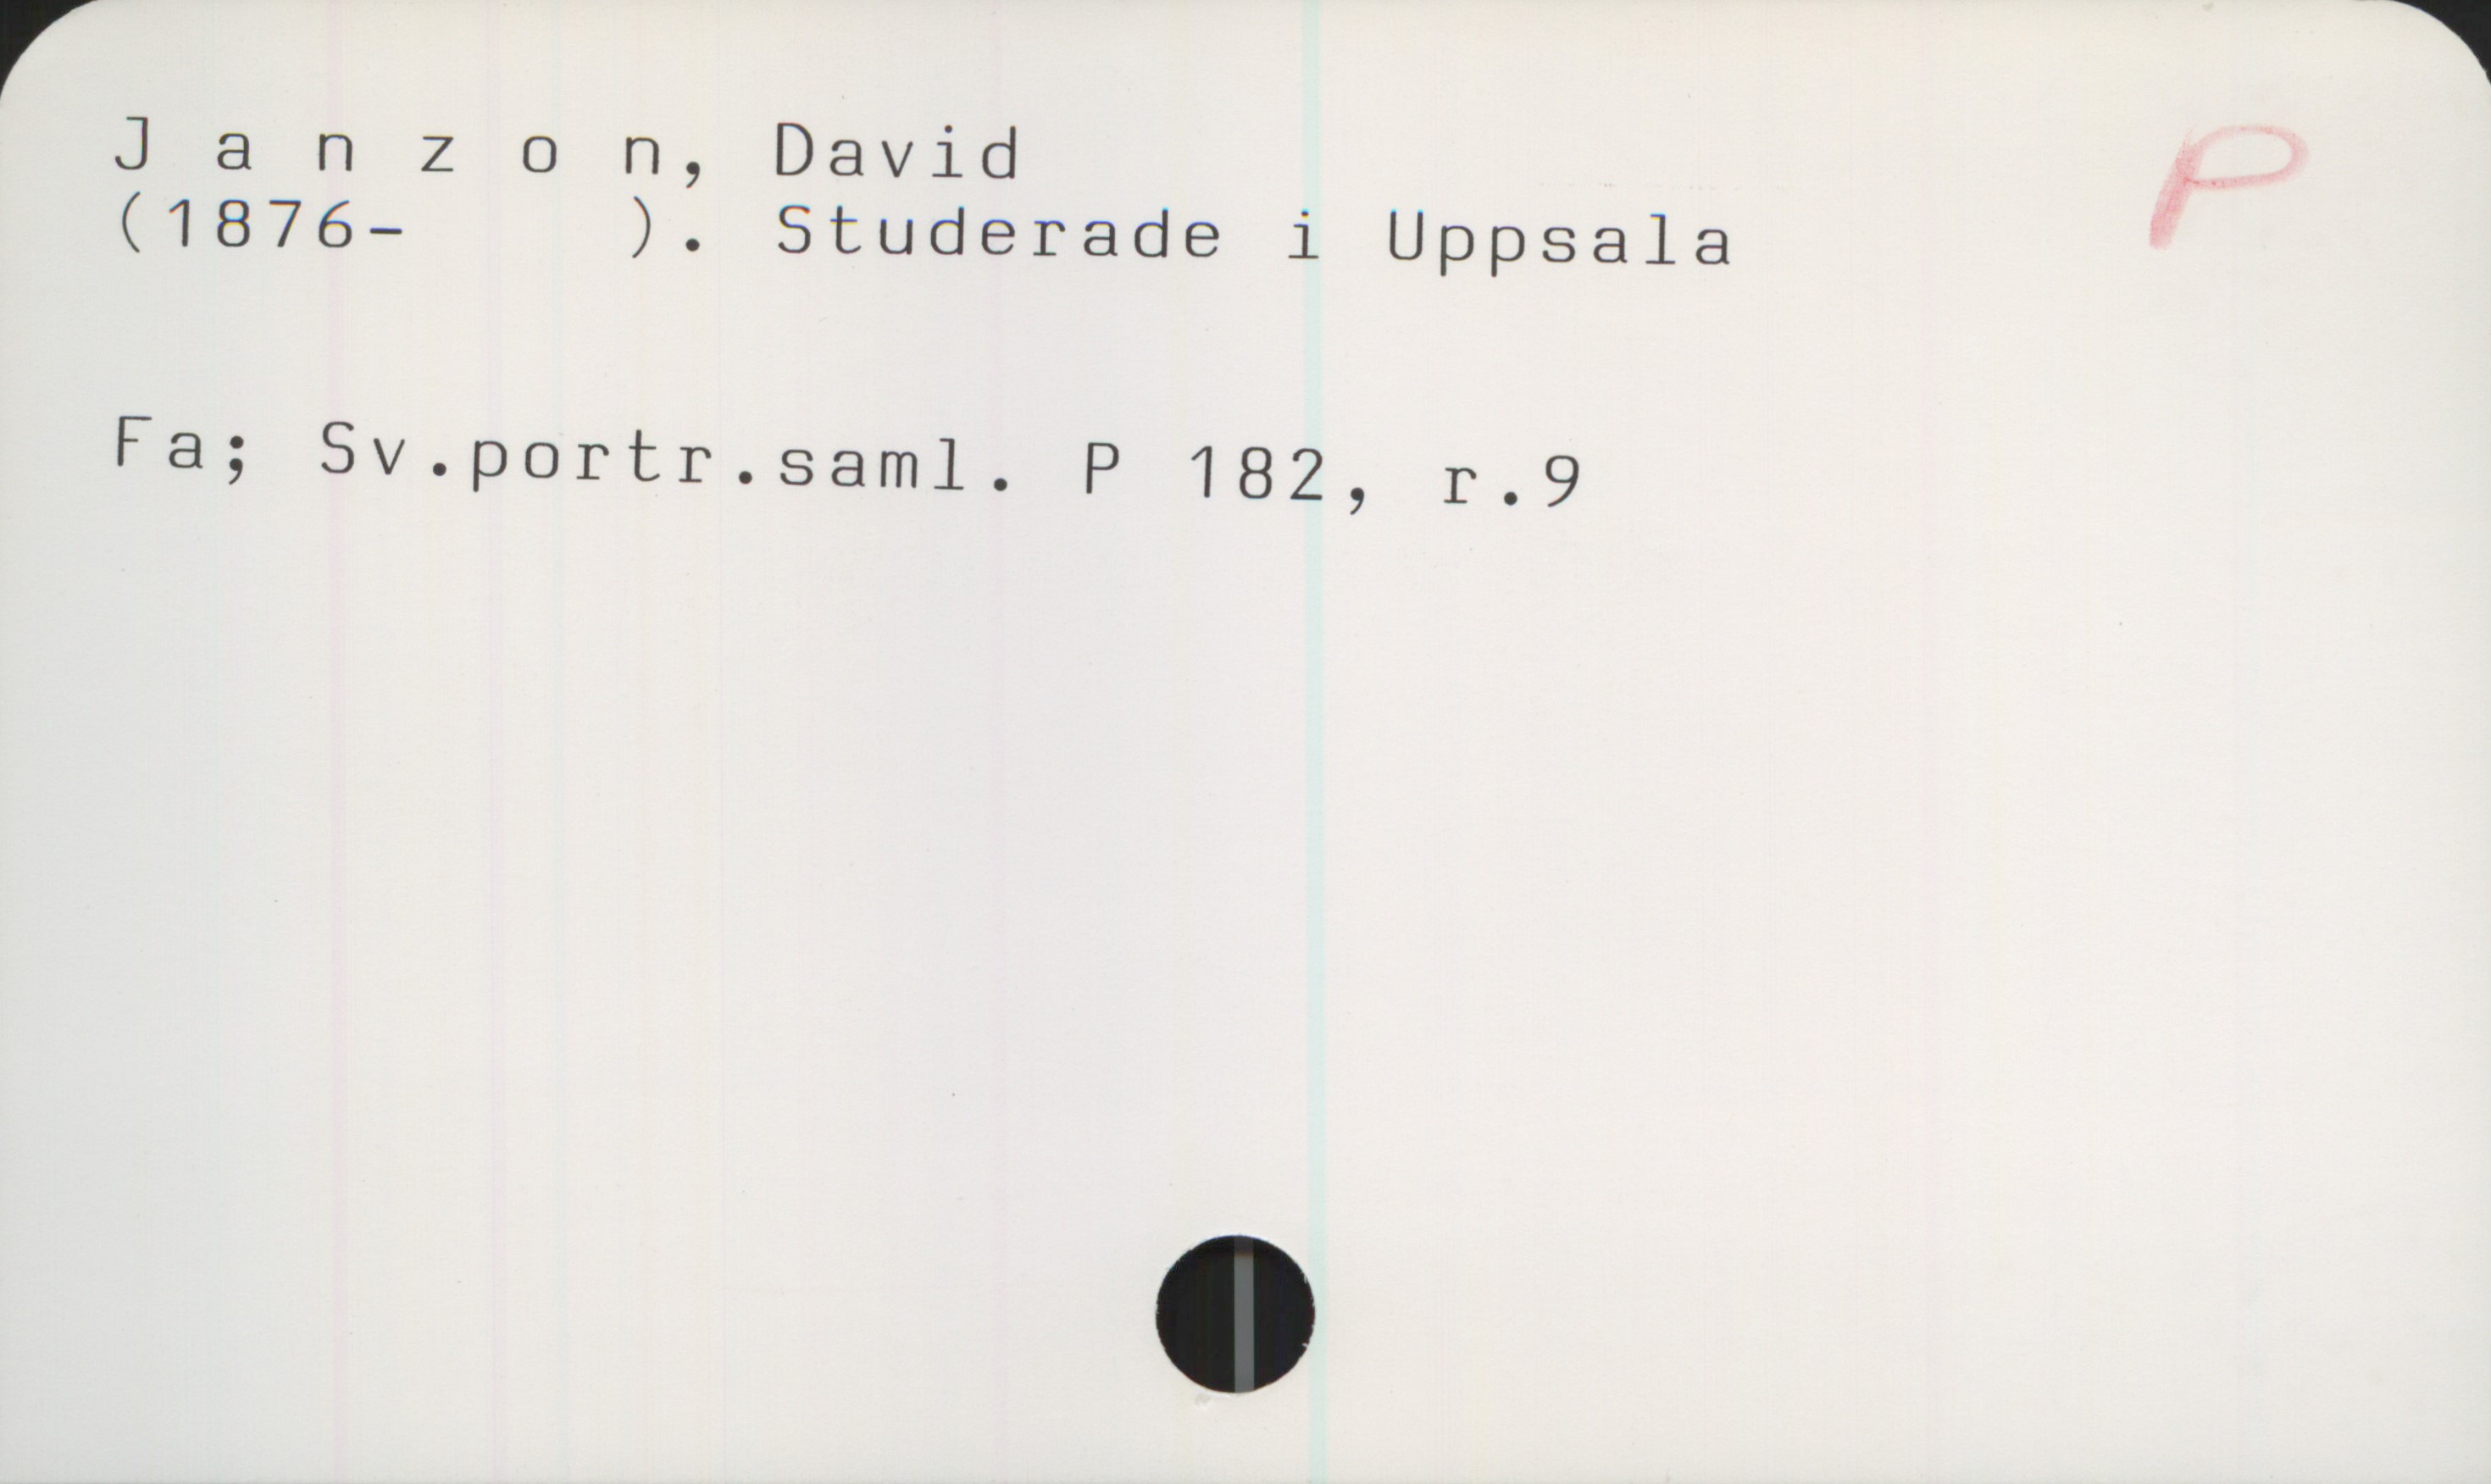 J a n z o n, David
P
(1876-    ). Studerade i Uppsala
Fa; Sv.portr.saml. P 182, r.9